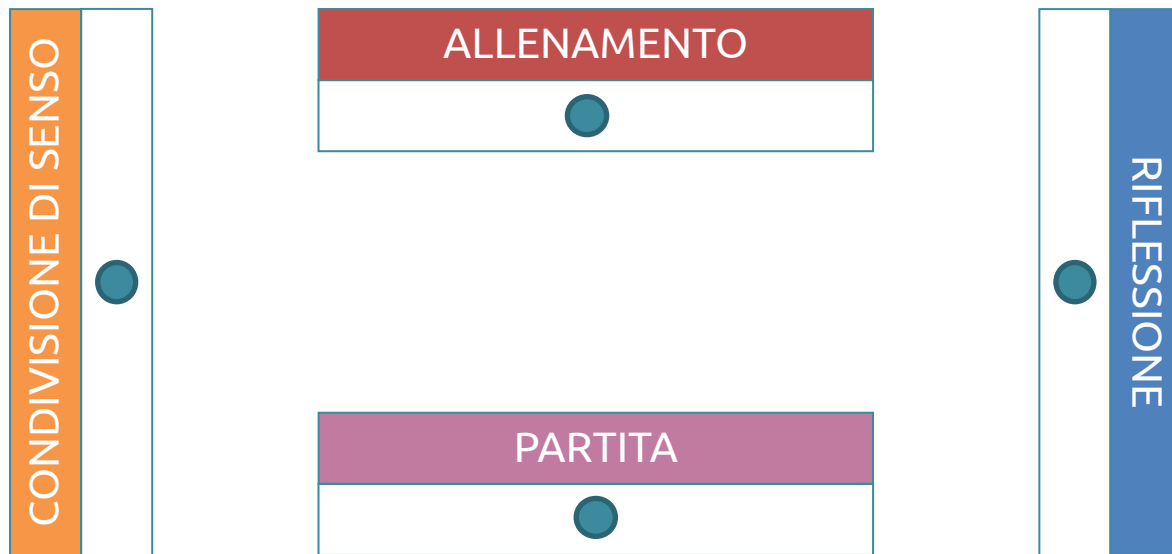 CONDIVISIONE DI SENSO
ALLENAMENTO
PARTITA
RIFLESSIONE